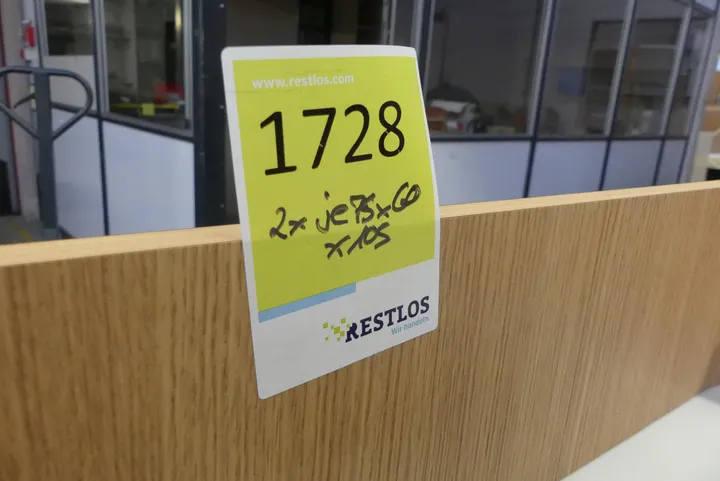 www.restlos.com
1728
2x je 75x60
x105
RESTLOS
Wir handeln.